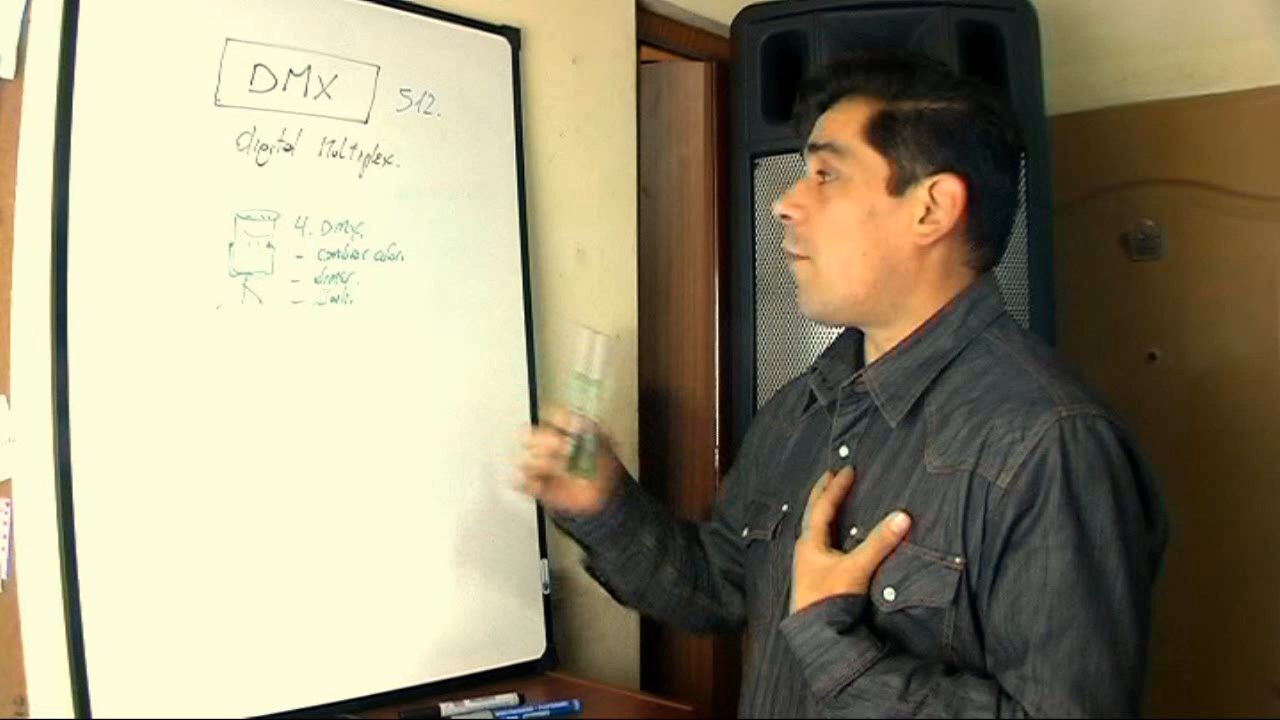 DMX 512.
digital Multiplex.
4. DMX.
- cambiar color.
- dimer.